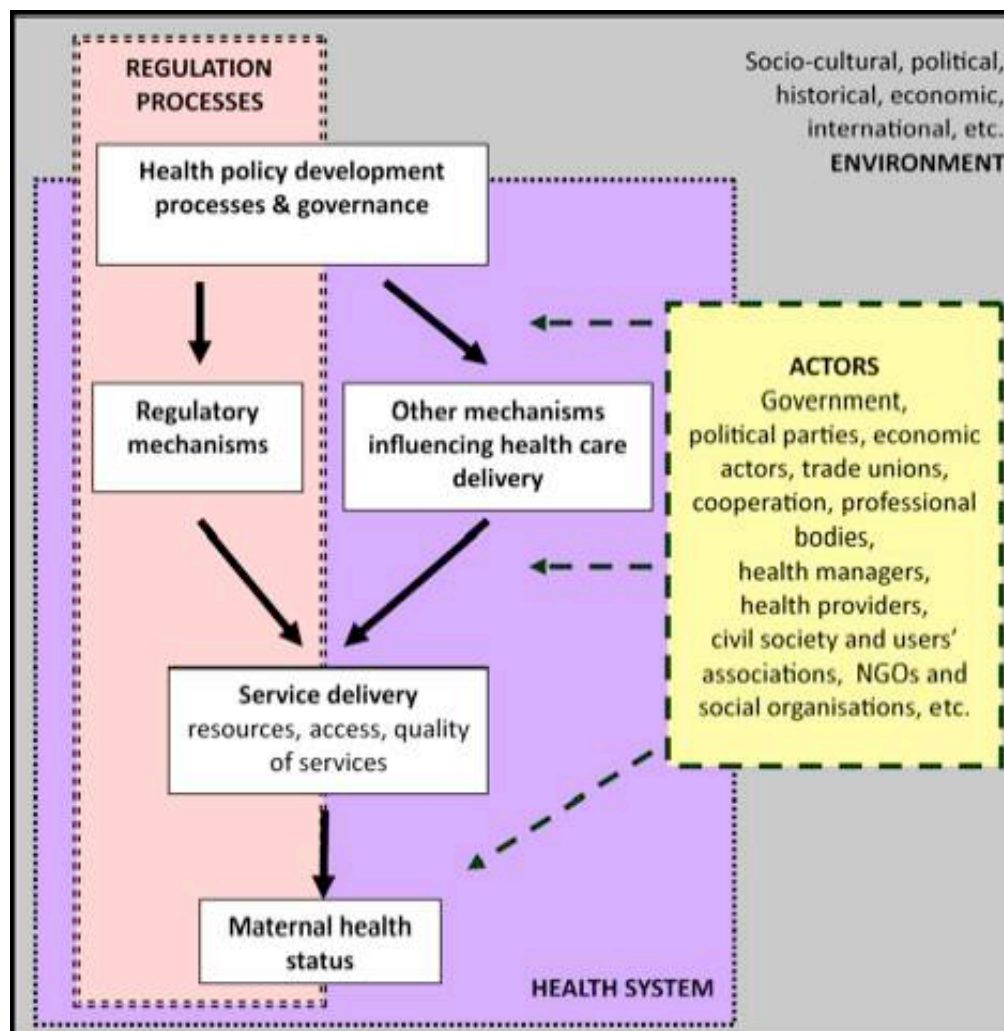 REGULATION
PROCESSES
Socio-cultural, political,
historical, economic,
international, etc.
ENVIRONMENT
Health policy development
processes & governance
Regulatory
mechanisms
Other mechanisms
influencing health care
delivery
ACTORS
Government,
political parties, economic
actors, trade unions,
cooperation, professional
bodies,
health managers,
health providers,
civil society and users’
associations, NGOs and
social organisations, etc.
Service delivery
resources, access, quality
of services
Maternal health
status
HEALTH SYSTEM